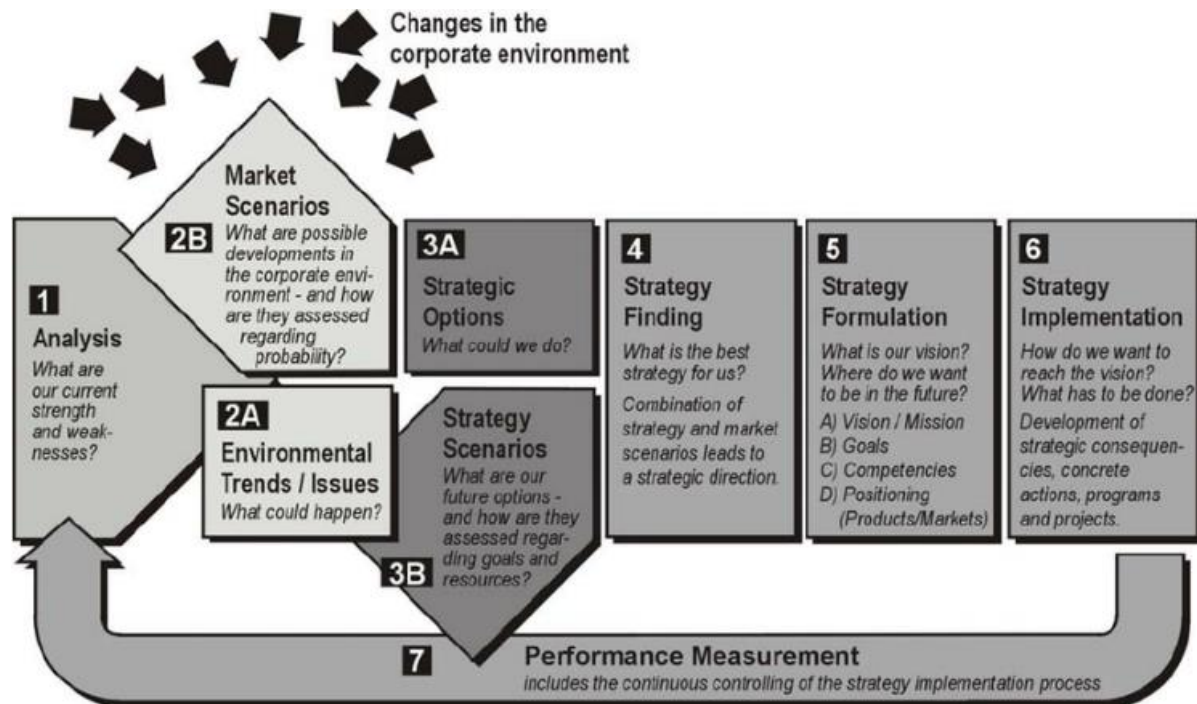 Changes in the
corporate environment
1
Analysis
What are
our current
strength
and weak-
nesses?
2B
Market
Scenarios
What are possible
developments in
the corporate envi-
ronment - and how
are they assessed
regarding
probability?
2A
Environmental
Trends / Issues
What could happen?
3A
Strategic
Options
What could we do?
3B
Strategy
Scenarios
What are our
future options -
and how are they
assessed regar-
ding goals and
resources?
4
Strategy
Finding
What is the best
strategy for us?
Combination of
strategy and market
scenarios leads to
a strategic direction.
5
Strategy
Formulation
What is our vision?
Where do we want
to be in the future?
A) Vision / Mission
B) Goals
C) Competencies
D) Positioning
(Products/Markets)
6
Strategy
Implementation
How do we want to
reach the vision?
What has to be done?
Development of
strategic consequen-
cies, concrete
actions, programs
and projects.
7
Performance Measurement
includes the continuous controlling of the strategy implementation process